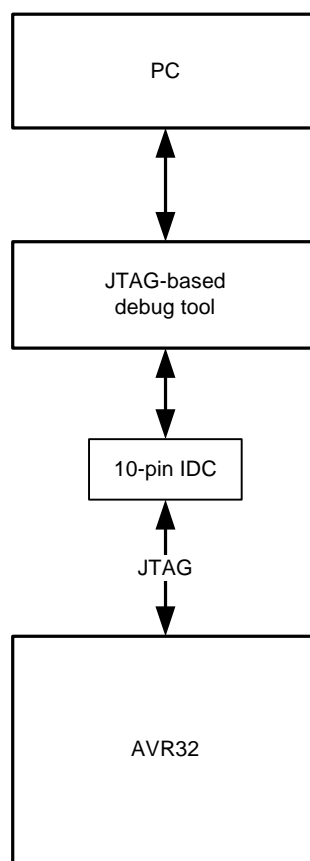 PC
JTAG-based
debug tool
10-pin IDC
JTAG
AVR32